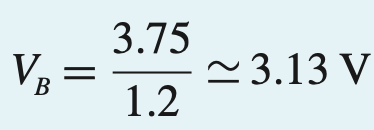 V_B = 3.75 / 1.2 ≃ 3.13 V